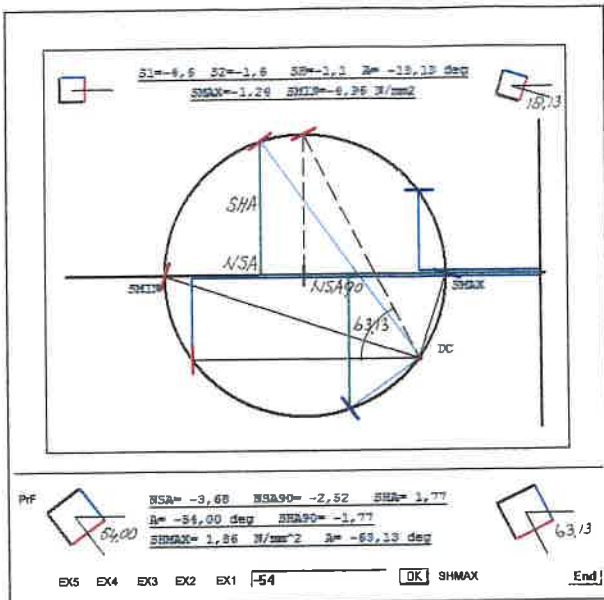 S1=-4,6 S2=-1,6 SS=-1,1 A= -18,13 deg
SMAX=-1,24 SMIN=-4,96 N/mm2
18,13
SHA
NSA
SMIN
NSA90
SMAX
63,13
DC
PrF
NSA= -3,68 NSA90= -2,52 SHA= 1,77
A= -54,00 deg SHA90= -1,77
SHMAX= 1,86 N/mm^2 A= -63,13 deg
54,00
63,13
EX5 EX4 EX3 EX2 EX1 -54 OK SHMAX End